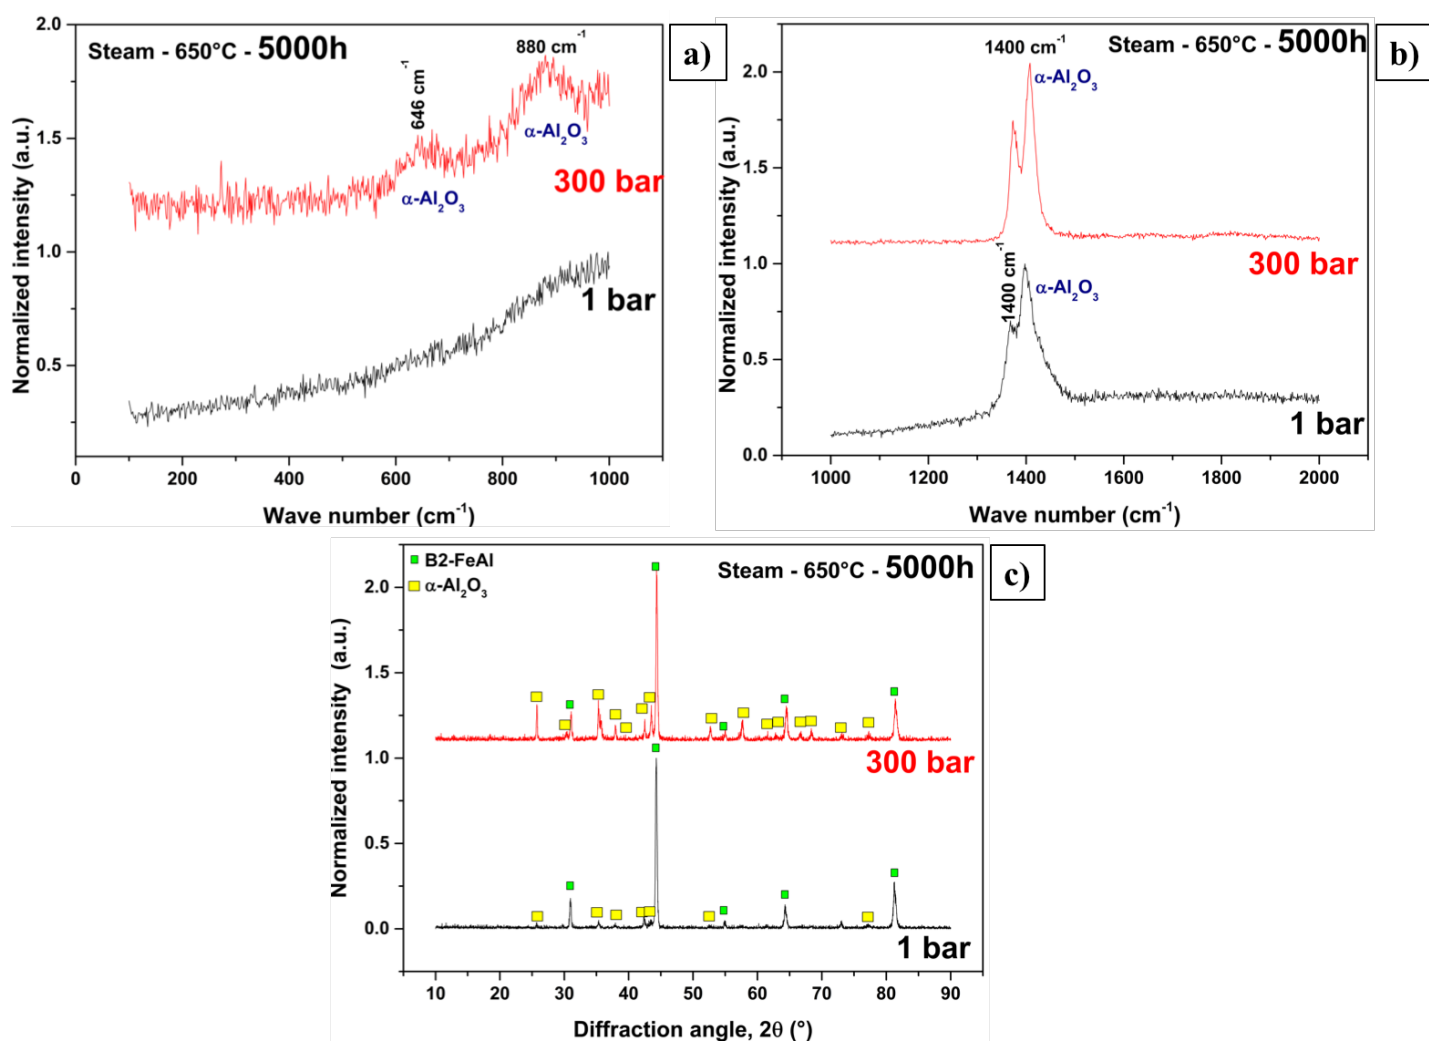 Steam - 650°C - 5000h
a)
880 cm⁻¹
646 cm⁻¹
α-Al₂O₃
α-Al₂O₃
300 bar
1 bar
Normalized intensity (a.u.)
2.0
1.5
1.0
0.5
0
200
400
600
800
1000
Wave number (cm⁻¹)
1400 cm⁻¹
Steam - 650°C - 5000h
b)
α-Al₂O₃
300 bar
1400 cm⁻¹
α-Al₂O₃
1 bar
Normalized intensity (a.u.)
2.0
1.5
1.0
0.5
0.0
1000
1200
1400
1600
1800
2000
Wave number (cm⁻¹)
B2-FeAl
α-Al₂O₃
Steam - 650°C - 5000h
c)
300 bar
1 bar
Normalized intensity (a.u.)
2.0
1.5
1.0
0.5
0.0
10
20
30
40
50
60
70
80
90
Diffraction angle, 2θ (°)